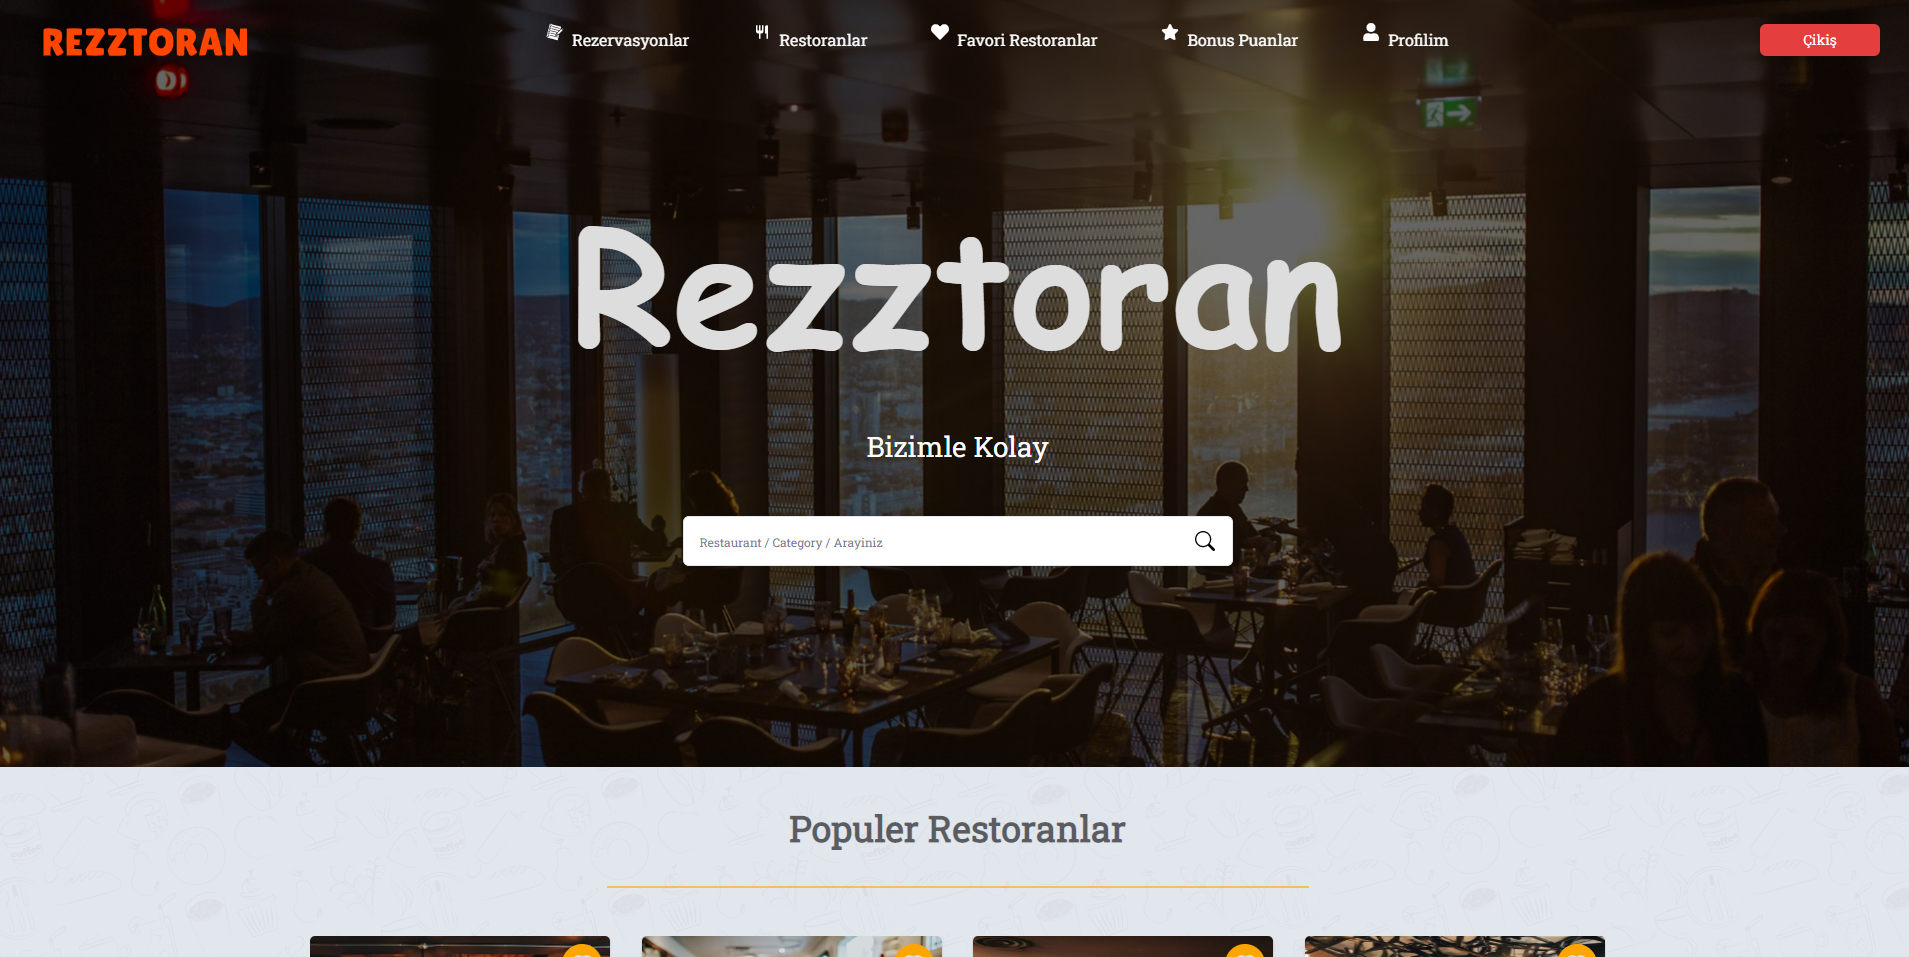 REZZTORAN
Rezervasyonlar
Restoranlar
Favori Restoranlar
Bonus Puanlar
Profilim
Çikiş
Rezztoran
Bizimle Kolay
Restaurant / Category / Arayiniz
Populer Restoranlar